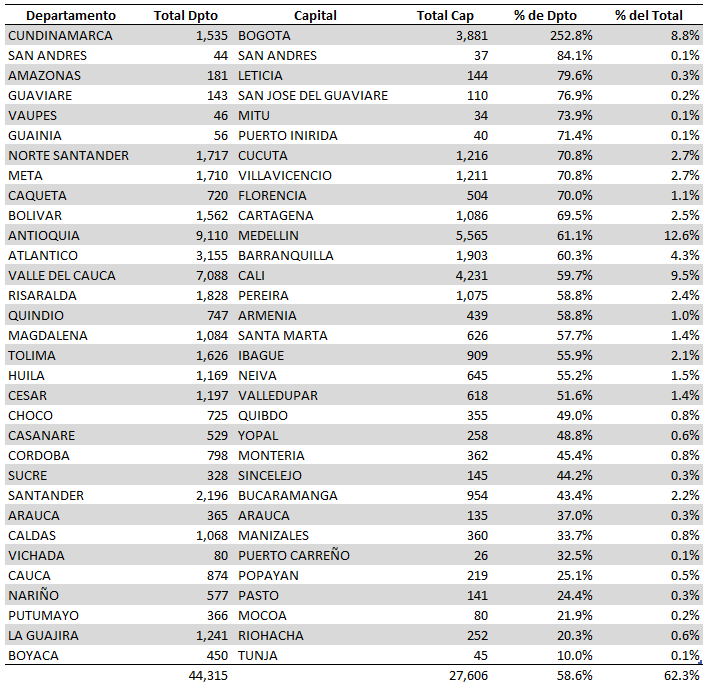 Departamento Total Dpto Capital Total Cap % de Dpto % del Total
CUNDINAMARCA 1,535 BOGOTA 3,881 252.8% 8.8%
SAN ANDRES 44 SAN ANDRES 37 84.1% 0.1%
AMAZONAS 181 LETICIA 144 79.6% 0.3%
GUAVIARE 143 SAN JOSE DEL GUAVIARE 110 76.9% 0.2%
VAUPES 46 MITU 34 73.9% 0.1%
GUAINIA 56 PUERTO INIRIDA 40 71.4% 0.1%
NORTE SANTANDER 1,717 CUCUTA 1,216 70.8% 2.7%
META 1,710 VILLAVICENCIO 1,211 70.8% 2.7%
CAQUETA 720 FLORENCIA 504 70.0% 1.1%
BOLIVAR 1,562 CARTAGENA 1,086 69.5% 2.5%
ANTIOQUIA 9,110 MEDELLIN 5,565 61.1% 12.6%
ATLANTICO 3,155 BARRANQUILLA 1,903 60.3% 4.3%
VALLE DEL CAUCA 7,088 CALI 4,231 59.7% 9.5%
RISARALDA 1,828 PEREIRA 1,075 58.8% 2.4%
QUINDIO 747 ARMENIA 439 58.8% 1.0%
MAGDALENA 1,084 SANTA MARTA 626 57.7% 1.4%
TOLIMA 1,626 IBAGUE 909 55.9% 2.1%
HUILA 1,169 NEIVA 645 55.2% 1.5%
CESAR 1,197 VALLEDUPAR 618 51.6% 1.4%
CHOCO 725 QUIBDO 355 49.0% 0.8%
CASANARE 529 YOPAL 258 48.8% 0.6%
CORDOBA 798 MONTERIA 362 45.4% 0.8%
SUCRE 328 SINCELEJO 145 44.2% 0.3%
SANTANDER 2,196 BUCARAMANGA 954 43.4% 2.2%
ARAUCA 365 ARAUCA 135 37.0% 0.3%
CALDAS 1,068 MANIZALES 360 33.7% 0.8%
VICHADA 80 PUERTO CARREÑO 26 32.5% 0.1%
CAUCA 874 POPAYAN 219 25.1% 0.5%
NARIÑO 577 PASTO 141 24.4% 0.3%
PUTUMAYO 366 MOCOA 80 21.9% 0.2%
LA GUAJIRA 1,241 RIOHACHA 252 20.3% 0.6%
BOYACA 450 TUNJA 45 10.0% 0.1%
44,315 27,606 58.6% 62.3%